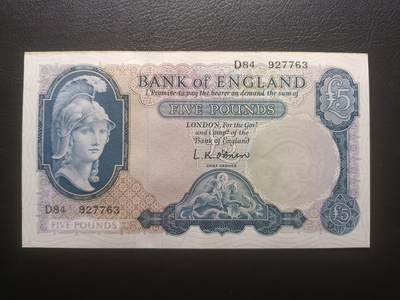 D84 927763
BANK of ENGLAND
I Promise to pay the bearer on demand the sum of
FIVE POUNDS
£5
LONDON, For the Govr.
and Compa. of the
Bank of England
L.K. O'Brien
CHIEF CASHIER
D84 927763
FIVE POUNDS
£5